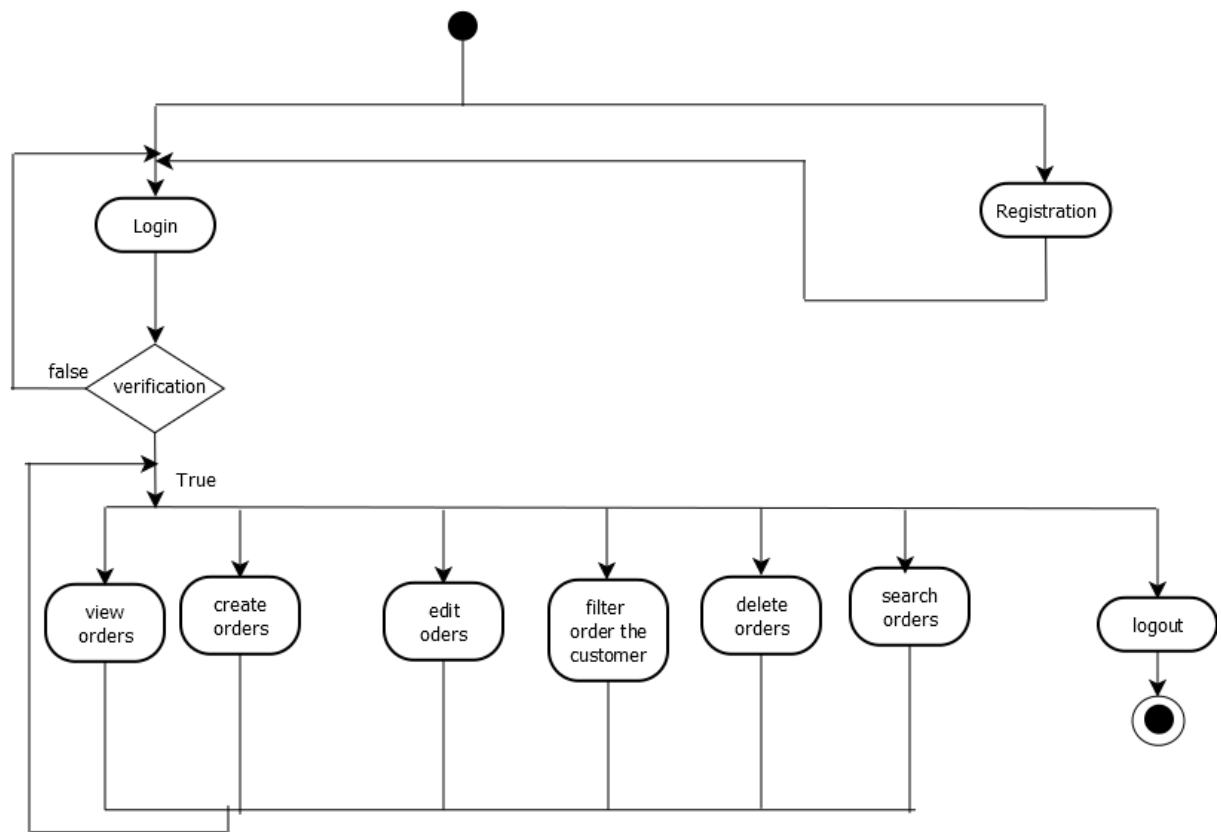 Login
Registration
false
verification
True
view
orders
create
orders
edit
oders
filter
order the
customer
delete
orders
search
orders
logout